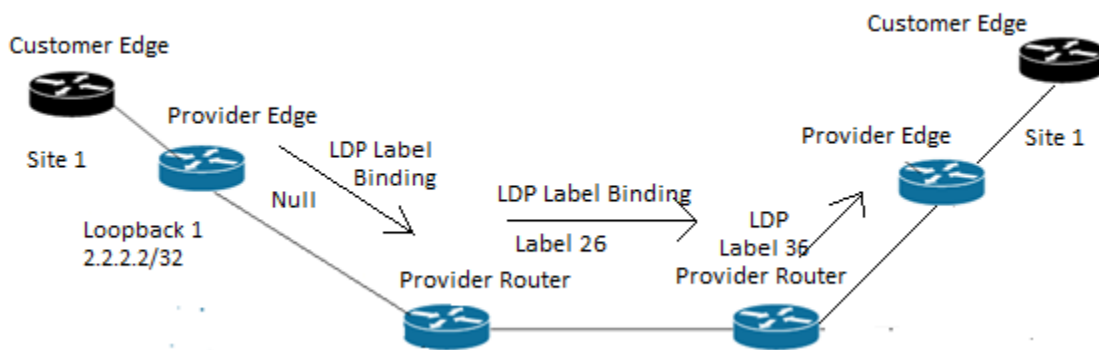 Customer Edge
Customer Edge
Provider Edge
LDP Label
Binding
Provider Edge
Site 1
Site 1
Null
LDP Label Binding
LDP
Label 36
Loopback 1
2.2.2.2/32
Label 26
Provider Router
Provider Router